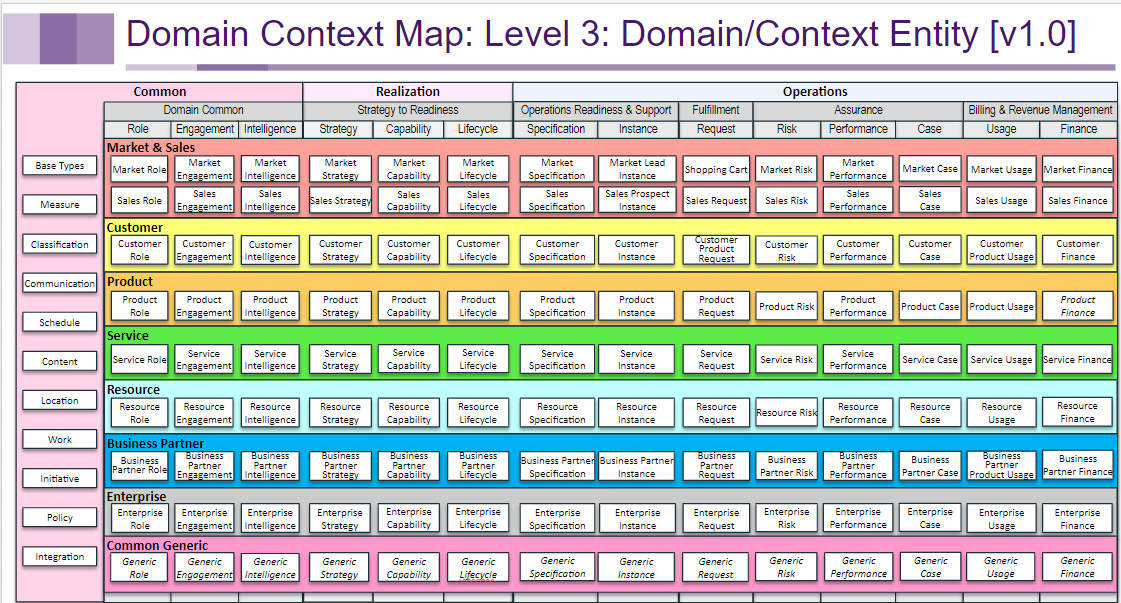 Domain Context Map: Level 3: Domain/Context Entity [v1.0]
Common Realization Operations
Domain Common Strategy to Readiness Operations Readiness & Support Fulfillment Assurance Billing & Revenue Management
Role Engagement Intelligence Strategy Capability Lifecycle Specification Instance Request Risk Performance Case Usage Finance
Base Types
Measure
Classification
Communication
Schedule
Content
Location
Work
Initiative
Policy
Integration
Market & Sales
Market Role
Market
Engagement
Market
Intelligence
Market
Strategy
Market
Capability
Market
Lifecycle
Market
Specification
Market Lead
Instance
Shopping Cart
Market Risk
Market
Performance
Market Case
Market Usage
Market Finance
Sales Role
Sales
Engagement
Sales
Intelligence
Sales Strategy
Sales
Capability
Sales
Lifecycle
Sales
Specification
Sales Prospect
Instance
Sales Request
Sales Risk
Sales
Performance
Sales
Case
Sales Usage
Sales Finance
Customer
Customer
Role
Customer
Engagement
Customer
Intelligence
Customer
Strategy
Customer
Capability
Customer
Lifecycle
Customer
Specification
Customer
Instance
Customer
Product
Request
Customer
Risk
Customer
Performance
Customer
Case
Customer
Product Usage
Customer
Finance
Product
Product
Role
Product
Engagement
Product
Intelligence
Product
Strategy
Product
Capability
Product
Lifecycle
Product
Specification
Product
Instance
Product
Request
Product Risk
Product
Performance
Product Case
Product Usage
Product
Finance
Service
Service Role
Service
Engagement
Service
Intelligence
Service
Strategy
Service
Capability
Service
Lifecycle
Service
Specification
Service
Instance
Service
Request
Service Risk
Service
Performance
Service Case
Service Usage
Service Finance
Resource
Resource
Role
Resource
Engagement
Resource
Intelligence
Resource
Strategy
Resource
Capability
Resource
Lifecycle
Resource
Specification
Resource
Instance
Resource
Request
Resource Risk
Resource
Performance
Resource
Case
Resource
Usage
Resource
Finance
Business Partner
Business
Partner Role
Business
Partner
Engagement
Business
Partner
Intelligence
Business
Partner
Strategy
Business
Partner
Capability
Business
Partner
Lifecycle
Business Partner
Specification
Business Partner
Instance
Business
Partner
Request
Business
Partner Risk
Business
Partner
Performance
Business
Partner Case
Business
Partner
Product Usage
Business
Partner Finance
Enterprise
Enterprise
Role
Enterprise
Engagement
Enterprise
Intelligence
Enterprise
Strategy
Enterprise
Capability
Enterprise
Lifecycle
Enterprise
Specification
Enterprise
Instance
Enterprise
Request
Enterprise
Risk
Enterprise
Performance
Enterprise
Case
Enterprise
Usage
Enterprise
Finance
Common Generic
Generic
Role
Generic
Engagement
Generic
Intelligence
Generic
Strategy
Generic
Capability
Generic
Lifecycle
Generic
Specification
Generic
Instance
Generic
Request
Generic
Risk
Generic
Performance
Generic
Case
Generic
Usage
Generic
Finance